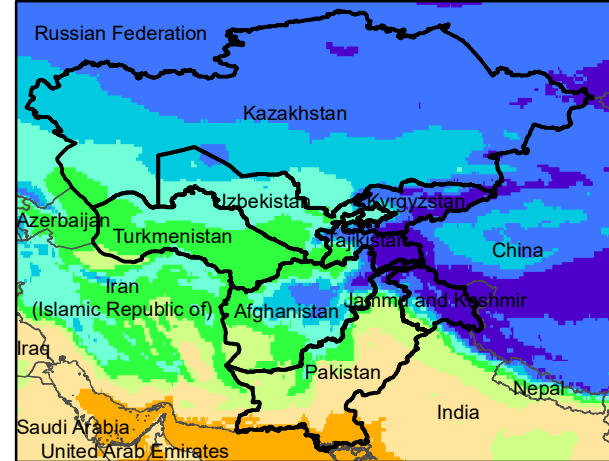 Russian Federation
Kazakhstan
Izbekistan
Kyrgyzstan
Azerbaijan
Turkmenistan
Tajikistan
China
Iran
(Islamic Republic of)
Afghanistan
Jammu and Kashmir
Iraq
Pakistan
Nepal
India
Saudi Arabia
United Arab Emirates